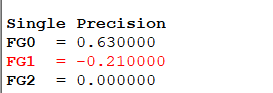 Single Precision
FG0  = 0.630000
FG1  = -0.210000
FG2  = 0.000000